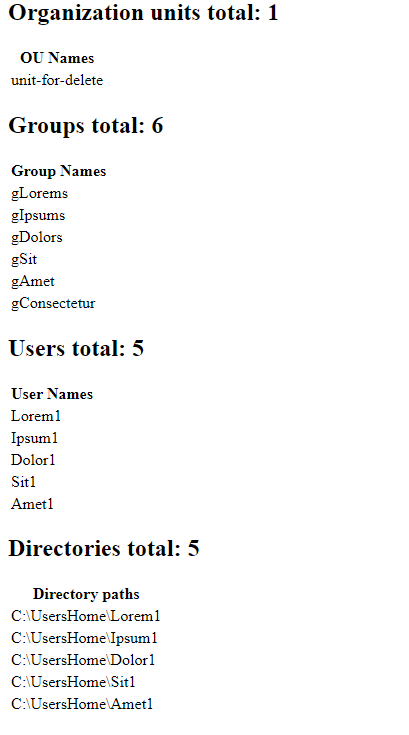 Organization units total: 1
OU Names
unit-for-delete
Groups total: 6
Group Names
gLorems
gIpsums
gDolors
gSit
gAmet
gConsectetur
Users total: 5
User Names
Lorem1
Ipsum1
Dolor1
Sit1
Amet1
Directories total: 5
Directory paths
C:\UsersHome\Lorem1
C:\UsersHome\Ipsum1
C:\UsersHome\Dolor1
C:\UsersHome\Sit1
C:\UsersHome\Amet1